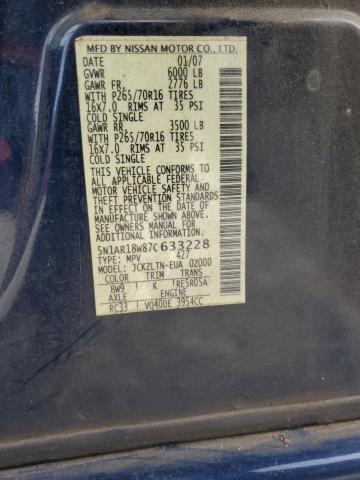 MFD BY NISSAN MOTOR CO., LTD.
DATE 01/07
GVWR 6000 LB
GAWR FR. 2776 LB
WITH P265/70R16 TIRES
16X7.0 RIMS AT 35 PSI
COLD SINGLE
GAWR RR. 3500 LB
WITH P265/70R16 TIRES
16X7.0 RIMS AT 35 PSI
COLD SINGLE
THIS VEHICLE CONFORMS TO
ALL APPLICABLE U.S. FEDERAL
MOTOR VEHICLE SAFETY AND
THEFT PREVENTION STANDARDS
IN EFFECT ON THE DATE OF
MANUFACTURE SHOWN ABOVE.
SEE OWNERS MANUAL FOR
ADDITIONAL INFORMATION.
5N1AR18W87C633228
TYPE: MPV 427
MODEL: JCKZLTN-EUA 0Z000
COLOR TRIM TRANS
BW9 K RE5R05A
AXLE ENGINE
RC33 VQ40DE 3954CC